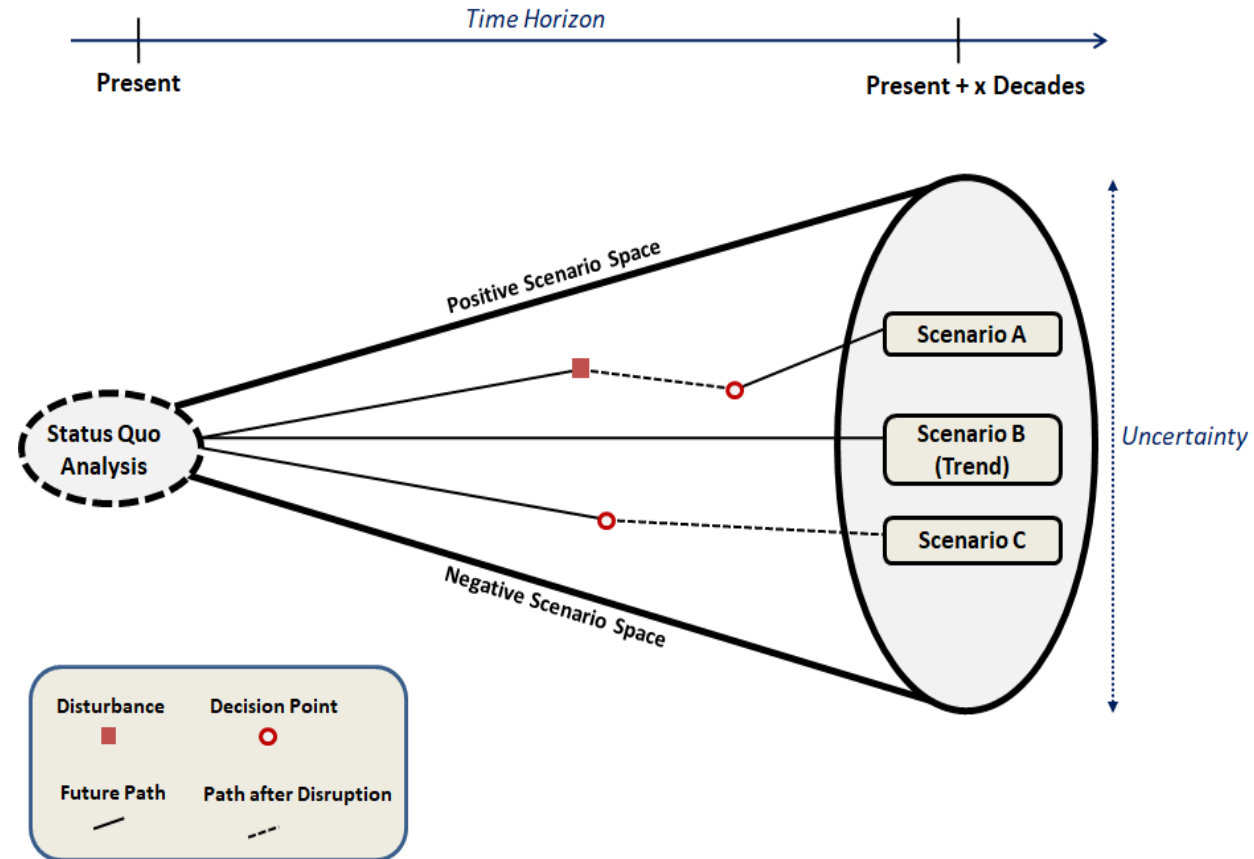 Time Horizon
Present
Present + x Decades
Positive Scenario Space
Scenario A
Status Quo
Analysis
Scenario B
(Trend)
Uncertainty
Scenario C
Negative Scenario Space
Disturbance
Decision Point
Future Path
Path after Disruption